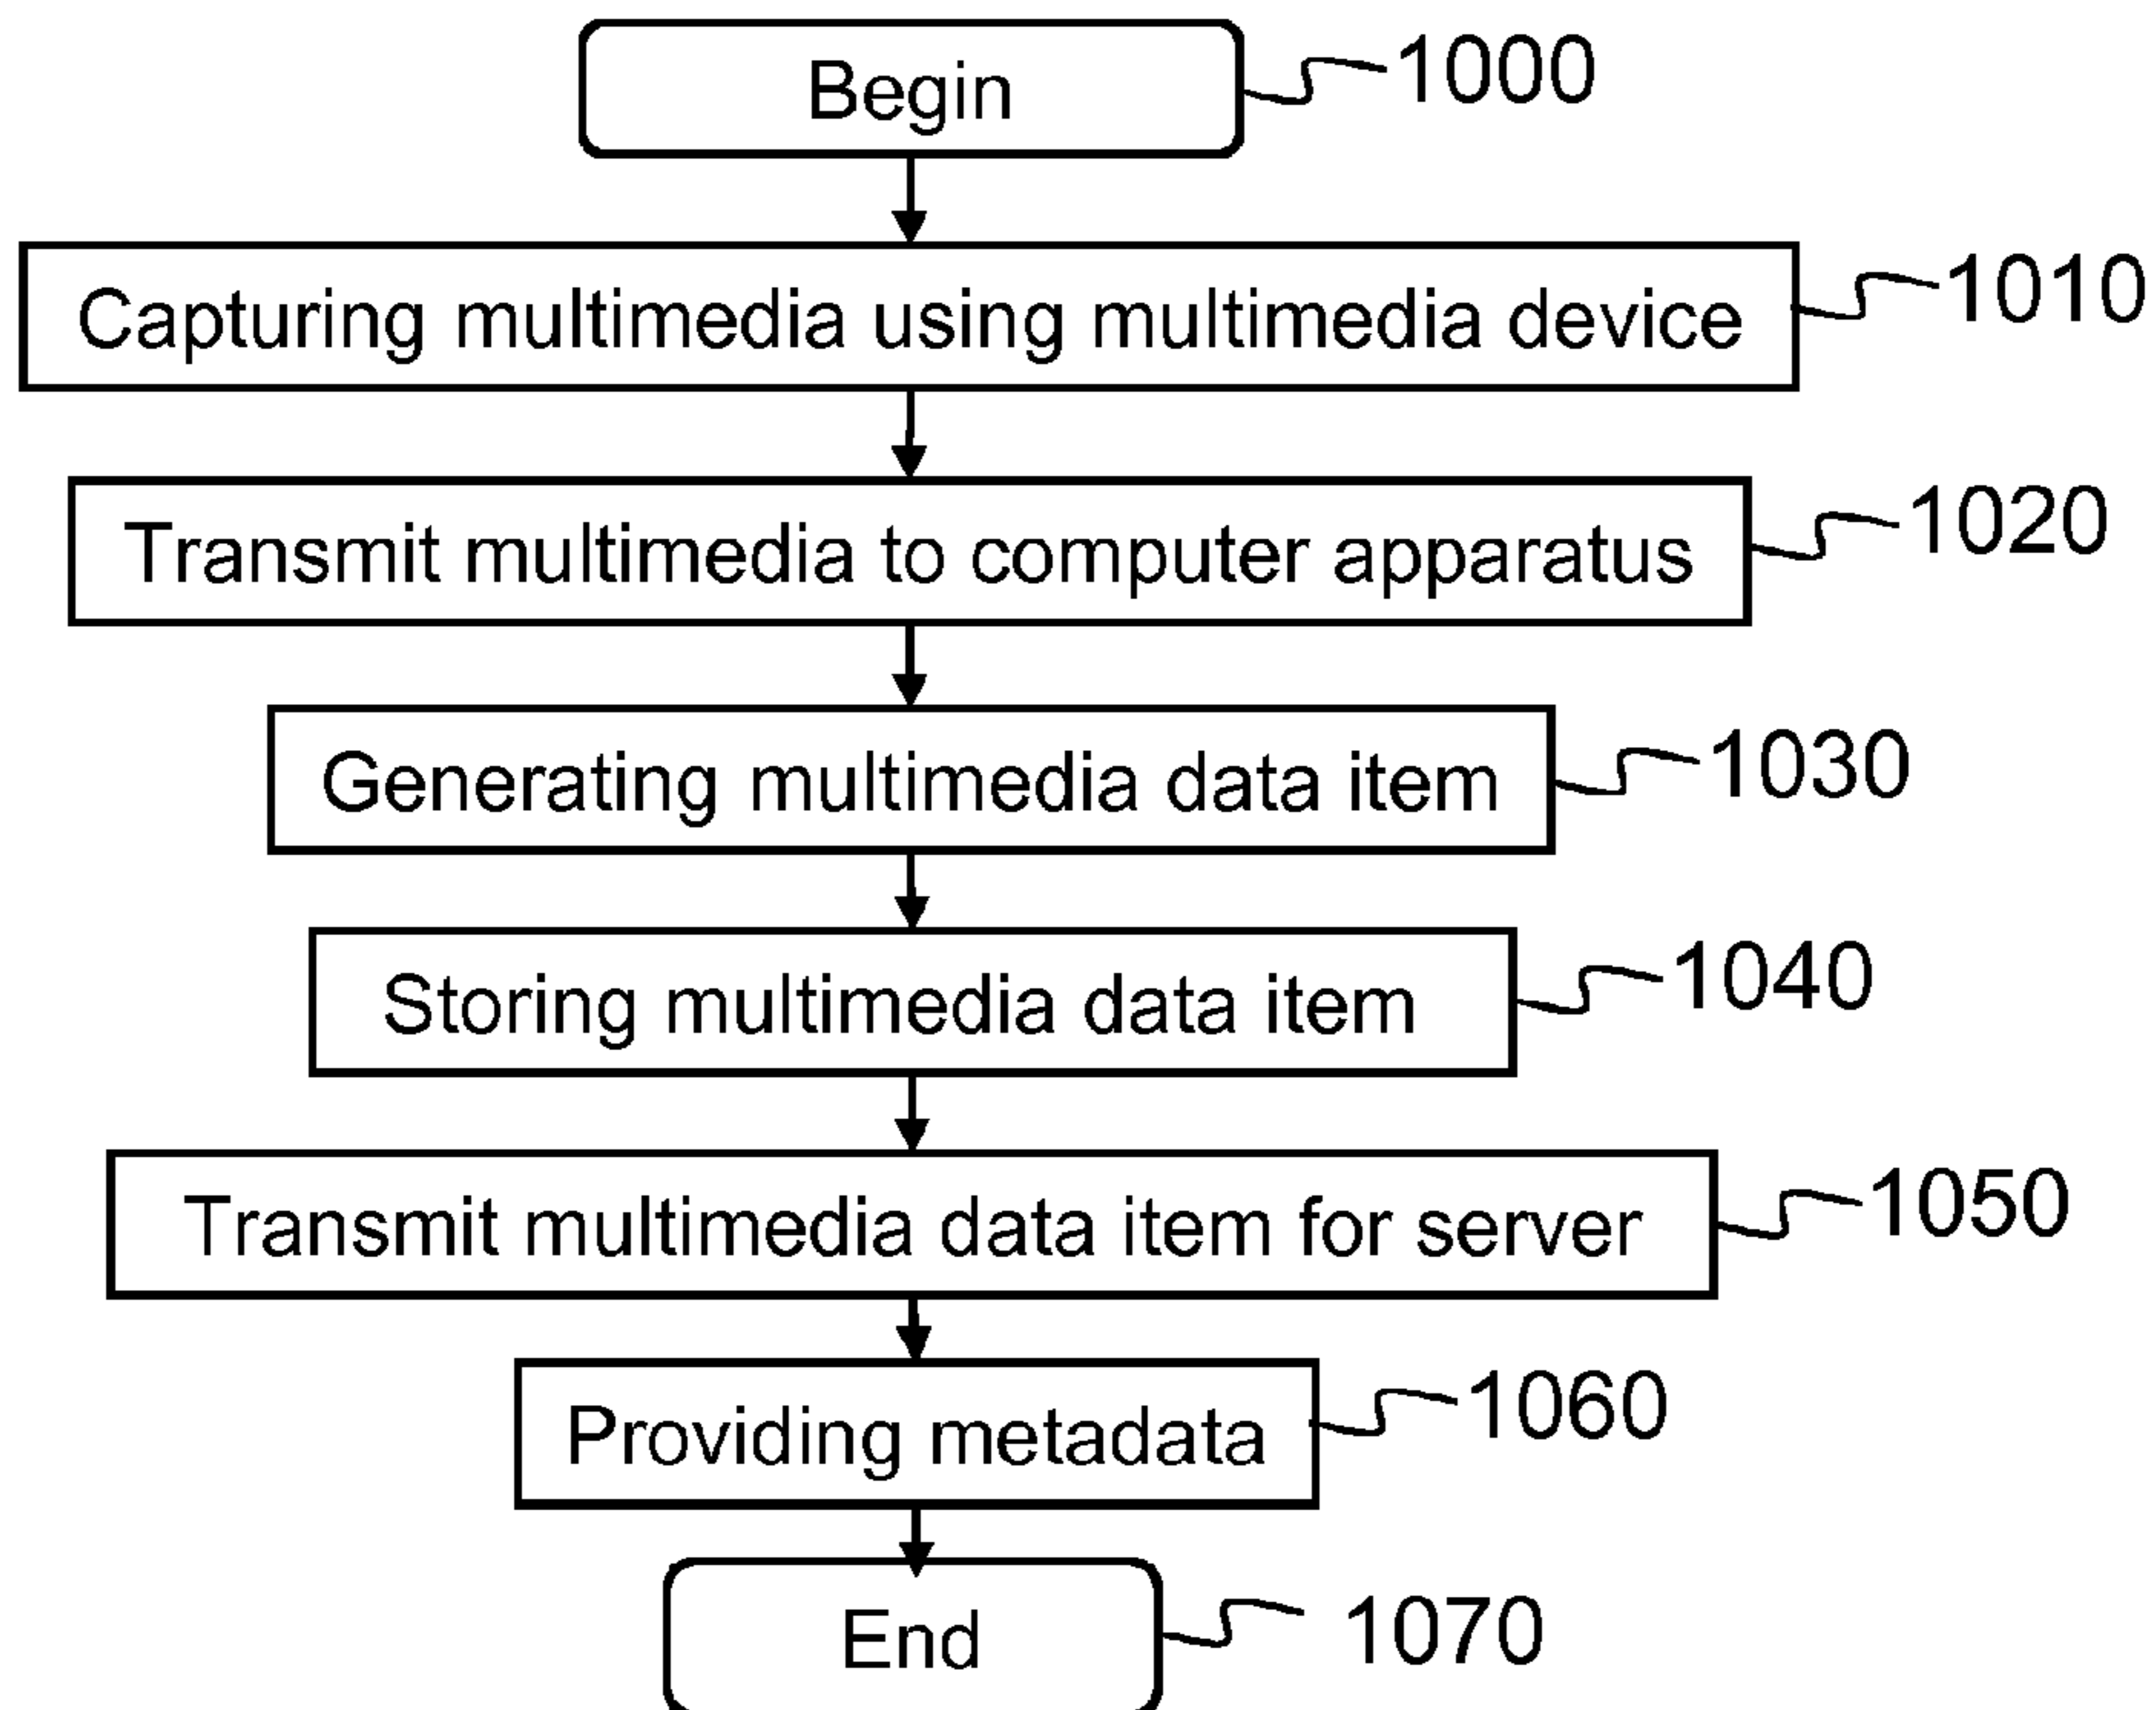 Begin 1000
Capturing multimedia using multimedia device 1010
Transmit multimedia to computer apparatus 1020
Generating multimedia data item 1030
Storing multimedia data item 1040
Transmit multimedia data item for server 1050
Providing metadata 1060
End 1070